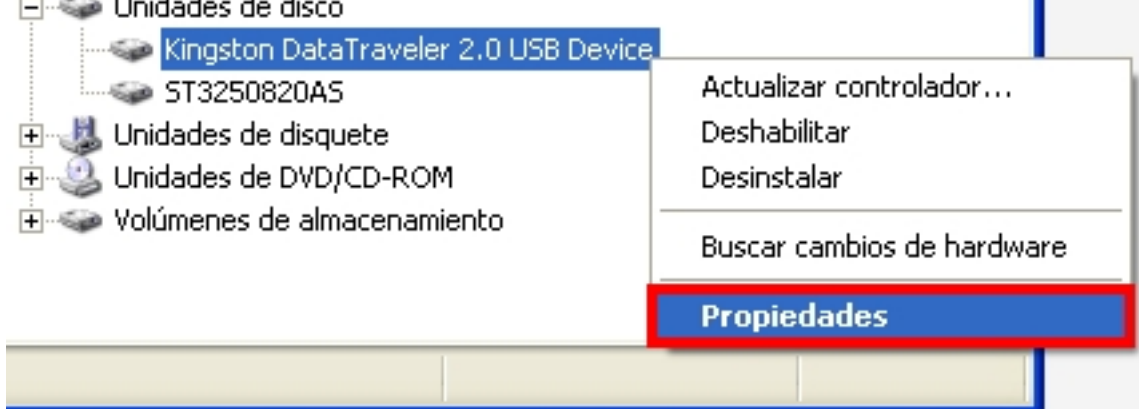 Unidades de disco
Kingston DataTraveler 2.0 USB Device
ST3250820AS
Unidades de disquete
Unidades de DVD/CD-ROM
Volúmenes de almacenamiento
Actualizar controlador...
Deshabilitar
Desinstalar
Buscar cambios de hardware
Propiedades